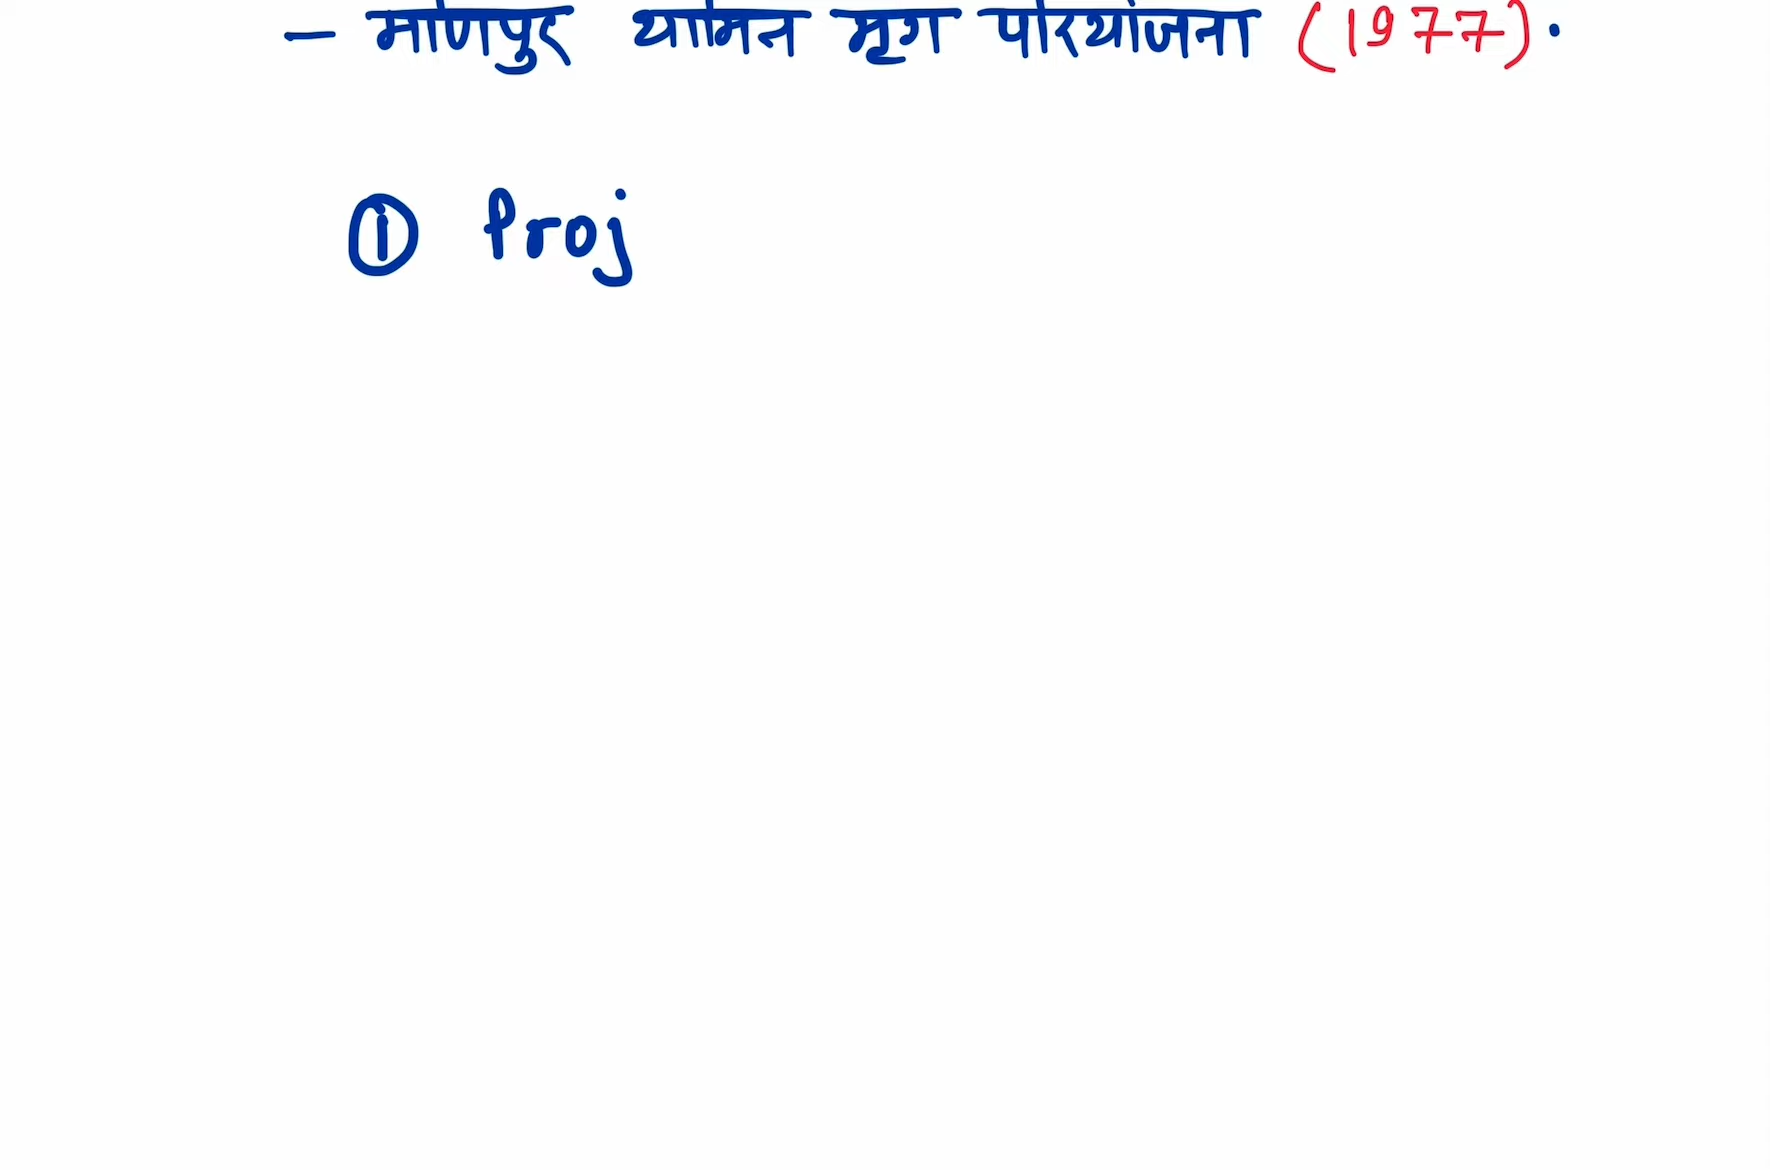 – मणिपुर थामिन मृग परियोजना (1977).
① Proj